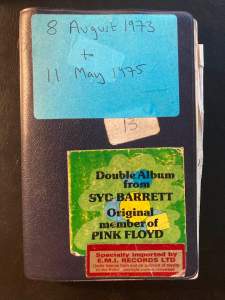 8 August 1973
+
11 May 1975
13
Double Album
from
SYD BARRETT
Original
member of
PINK FLOYD
Specially Imported by
E.M.I. RECORDS LTD